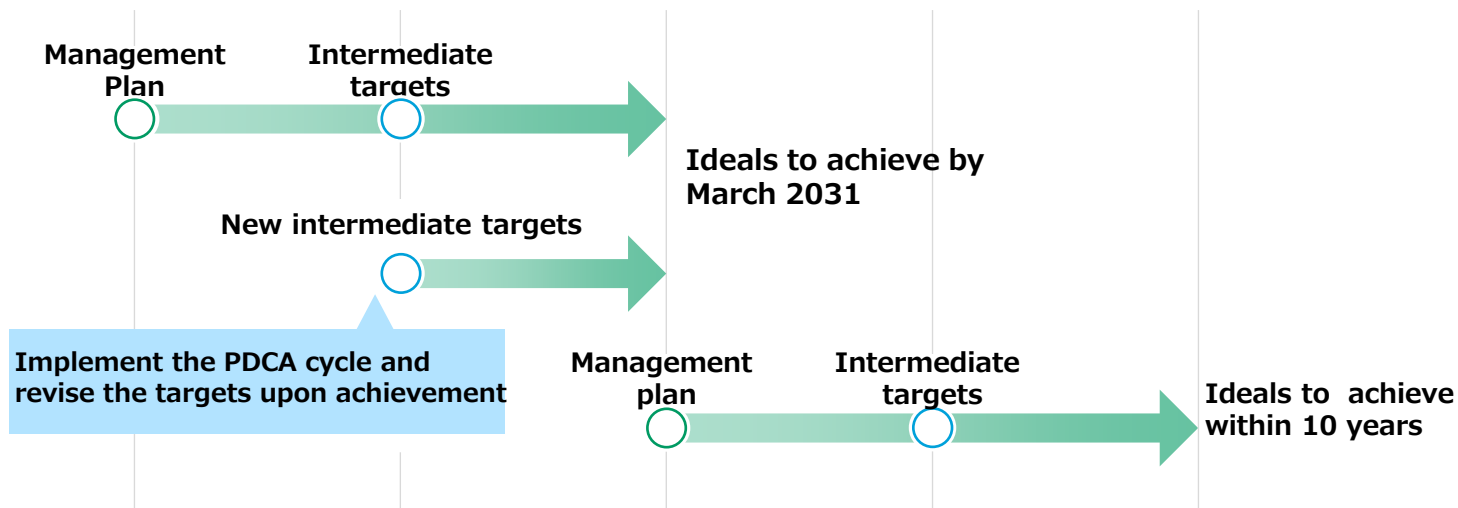 Management
Plan
Intermediate
targets
Ideals to achieve by
March 2031
New intermediate targets
Implement the PDCA cycle and
revise the targets upon achievement
Management
plan
Intermediate
targets
Ideals to achieve
within 10 years